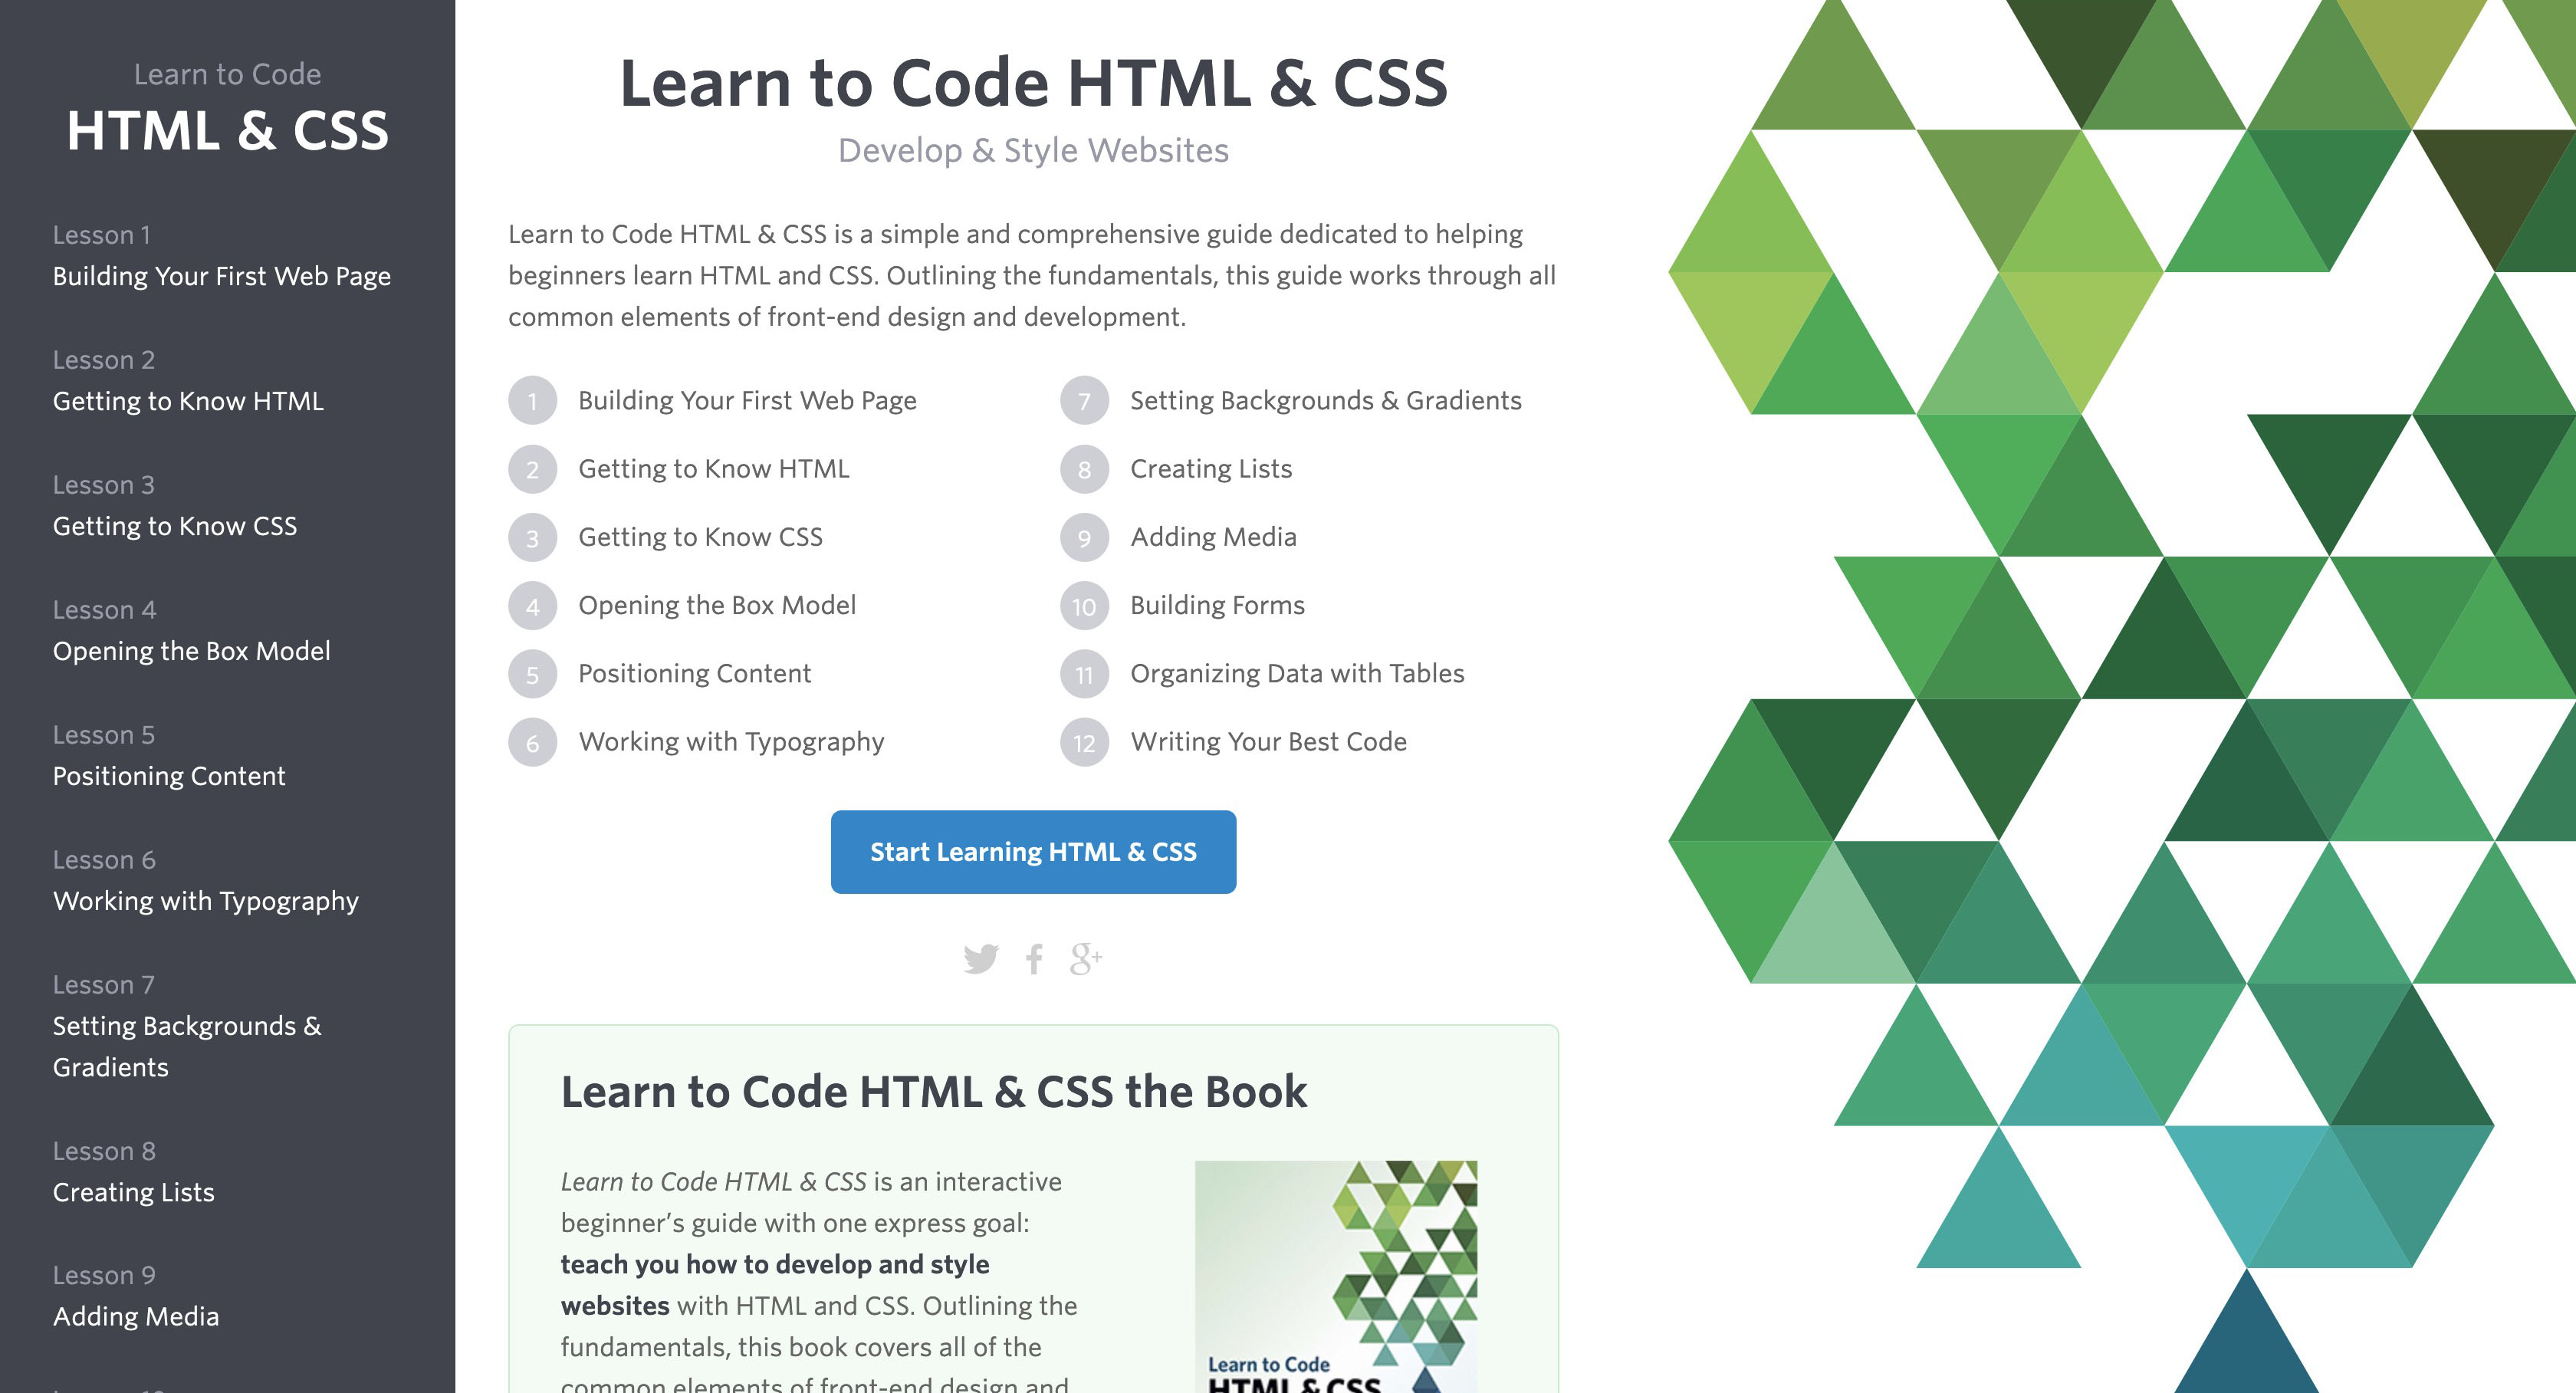 Learn to Code
HTML & CSS
Lesson 1
Building Your First Web Page
Lesson 2
Getting to Know HTML
Lesson 3
Getting to Know CSS
Lesson 4
Opening the Box Model
Lesson 5
Positioning Content
Lesson 6
Working with Typography
Lesson 7
Setting Backgrounds &
Gradients
Lesson 8
Creating Lists
Lesson 9
Adding Media
Learn to Code HTML & CSS
Develop & Style Websites
Learn to Code HTML & CSS is a simple and comprehensive guide dedicated to helping
beginners learn HTML and CSS. Outlining the fundamentals, this guide works through all
common elements of front-end design and development.
1 Building Your First Web Page
2 Getting to Know HTML
3 Getting to Know CSS
4 Opening the Box Model
5 Positioning Content
6 Working with Typography
7 Setting Backgrounds & Gradients
8 Creating Lists
9 Adding Media
10 Building Forms
11 Organizing Data with Tables
12 Writing Your Best Code
Start Learning HTML & CSS
g+
Learn to Code HTML & CSS the Book
Learn to Code HTML & CSS is an interactive
beginner’s guide with one express goal:
teach you how to develop and style
websites with HTML and CSS. Outlining the
fundamentals, this book covers all of the
common elements of front-end design and
Learn to Code
HTML & CSS